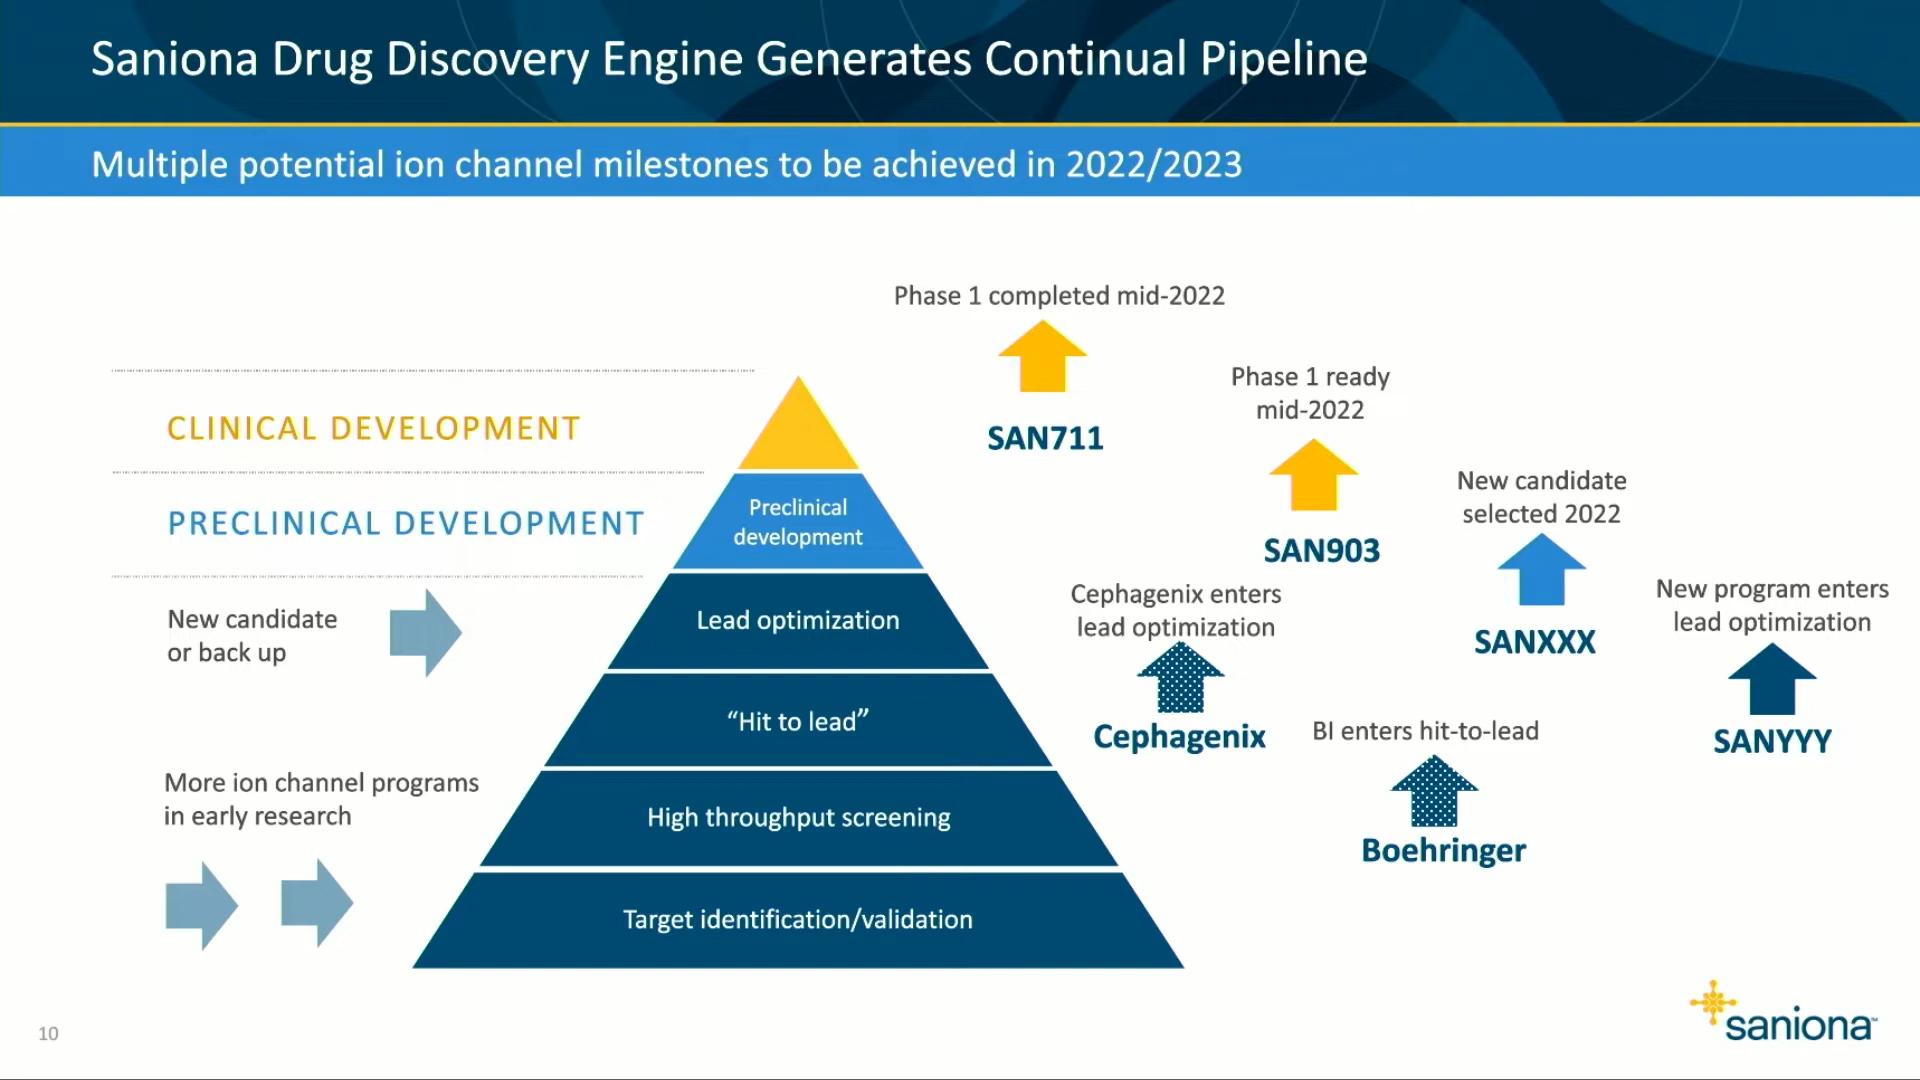 Saniona Drug Discovery Engine Generates Continual Pipeline
Multiple potential ion channel milestones to be achieved in 2022/2023
CLINICAL DEVELOPMENT
PRECLINICAL DEVELOPMENT
New candidate
or back up
More ion channel programs
in early research
Preclinical
development
Lead optimization
“Hit to lead”
High throughput screening
Target identification/validation
Phase 1 completed mid-2022
SAN711
Phase 1 ready
mid-2022
SAN903
New candidate
selected 2022
SANXXX
New program enters
lead optimization
SANYYY
Cephagenix enters
lead optimization
Cephagenix
BI enters hit-to-lead
Boehringer
10
saniona™